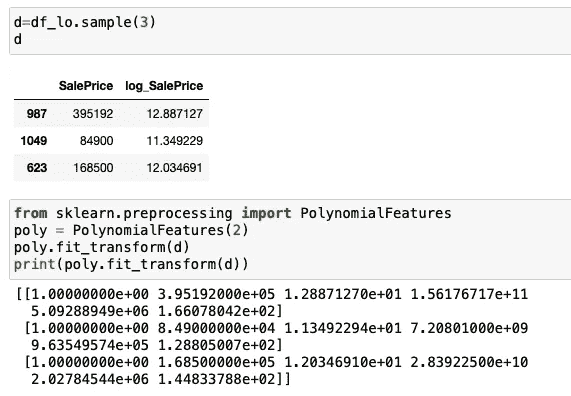 d=df_lo.sample(3)
d
SalePrice log_SalePrice
987 395192 12.887127
1049 84900 11.349229
623 168500 12.034691
from sklearn.preprocessing import PolynomialFeatures
poly = PolynomialFeatures(2)
poly.fit_transform(d)
print(poly.fit_transform(d))
[[1.00000000e+00 3.95192000e+05 1.28871270e+01 1.56176717e+11
5.09288949e+06 1.66078042e+02]
[1.00000000e+00 8.49000000e+04 1.13492294e+01 7.20801000e+09
9.63549574e+05 1.28805007e+02]
[1.00000000e+00 1.68500000e+05 1.20346910e+01 2.83922500e+10
2.02784544e+06 1.44833788e+02]]